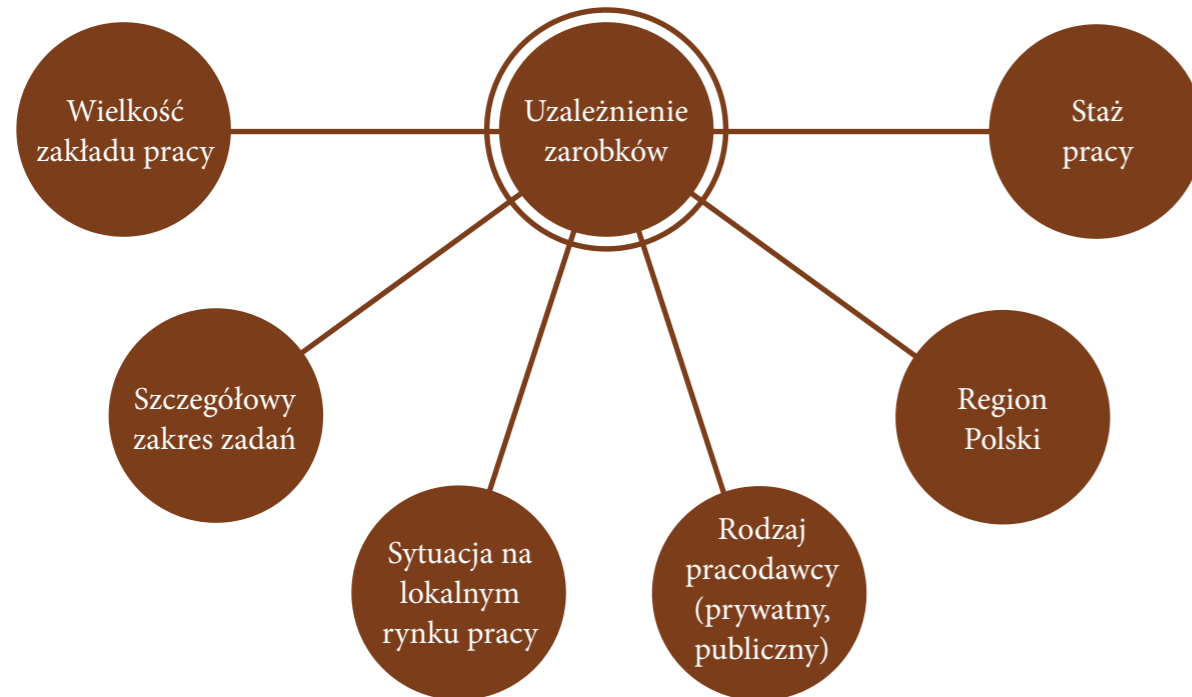 Wielkość
zakładu pracy
Uzależnienie
zarobków
Staż
pracy
Szczegółowy
zakres zadań
Region
Polski
Sytuacja na
lokalnym
rynku pracy
Rodzaj
pracodawcy
(prywatny,
publiczny)